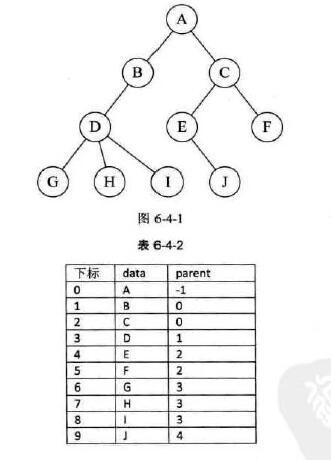 A
B C
D E F
G H I J
图 6-4-1
表 6-4-2
下标 data parent
0 A -1
1 B 0
2 C 0
3 D 1
4 E 2
5 F 2
6 G 3
7 H 3
8 I 3
9 J 4